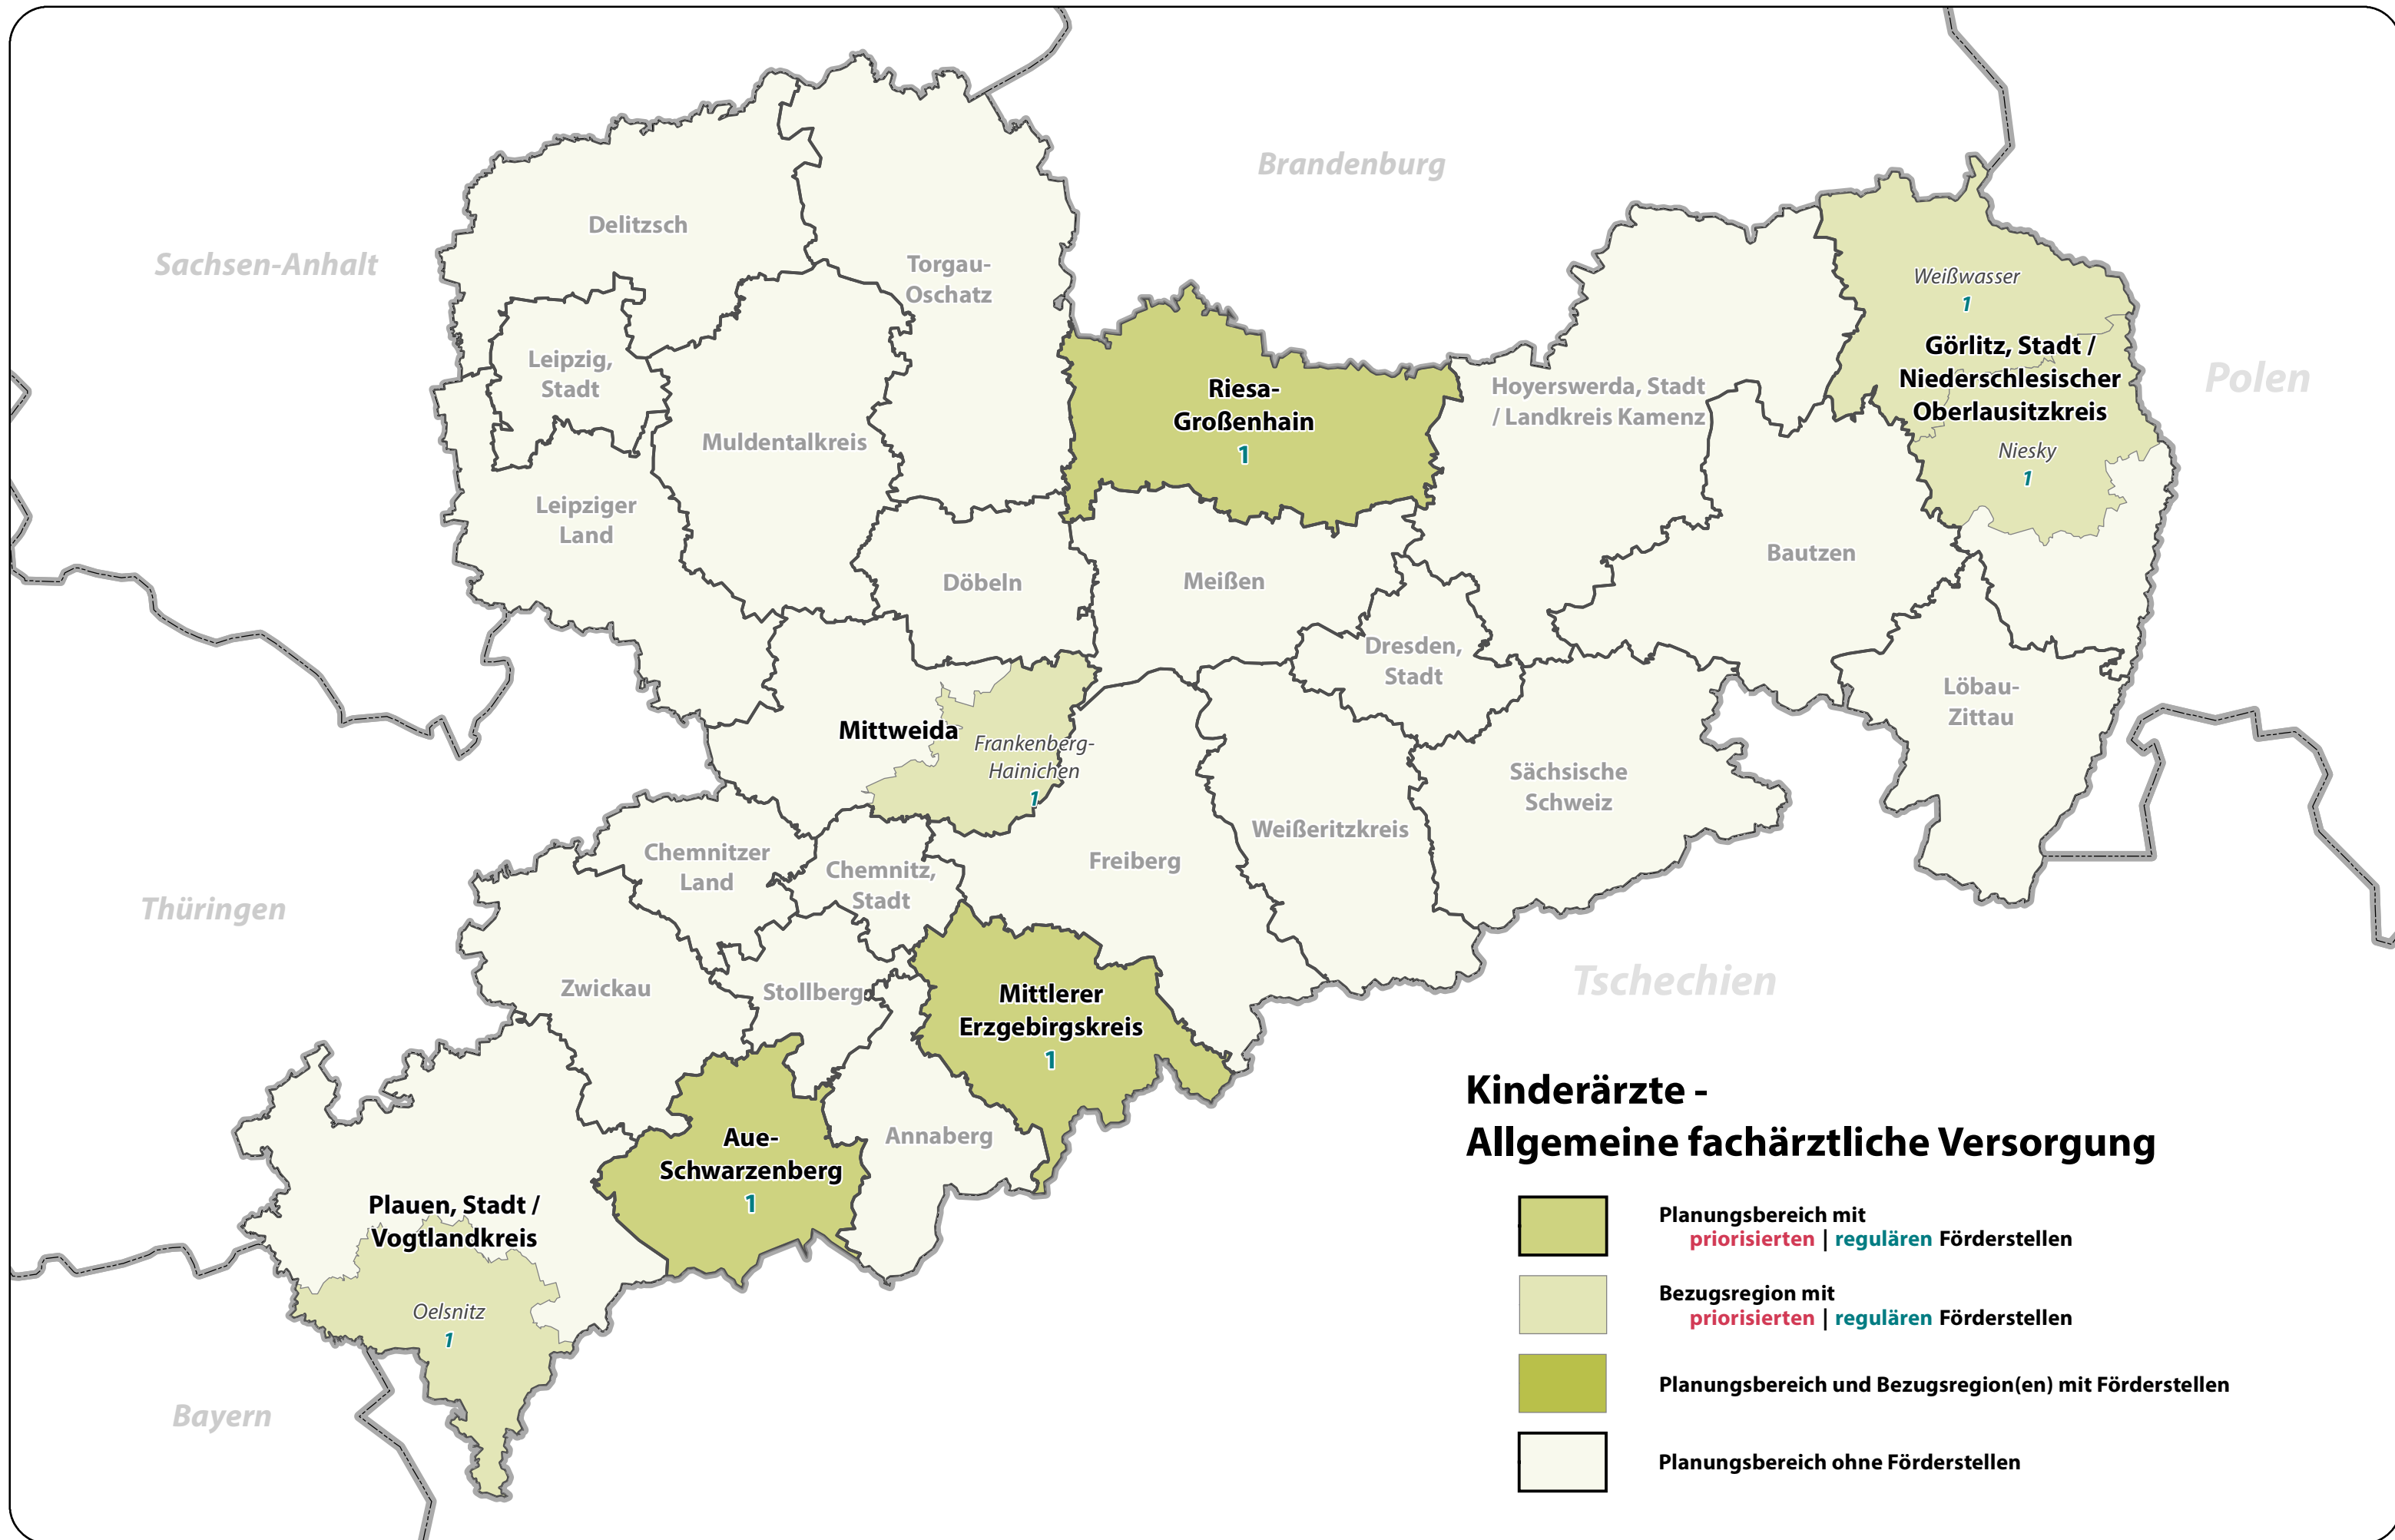 Brandenburg
Sachsen-Anhalt
Delitzsch
Torgau-
Oschatz
Weißwasser
1
Leipzig,
Stadt
Görlitz, Stadt /
Niederschlesischer
Oberlausitzkreis
Polen
Riesa-
Großenhain
1
Hoyerswerda, Stadt
/ Landkreis Kamenz
Muldentalkreis
Niesky
1
Leipziger
Land
Bautzen
Döbeln
Meißen
Dresden,
Stadt
Löbau-
Zittau
Mittweida
Frankenberg-
Hainichen
1
Sächsische
Schweiz
Weißeritzkreis
Chemnitzer
Land
Chemnitz,
Stadt
Freiberg
Thüringen
Zwickau
Stollberg
Mittlerer
Erzgebirgskreis
1
Tschechien
Aue-
Schwarzenberg
1
Annaberg
Plauen, Stadt /
Vogtlandkreis
Oelsnitz
1
Bayern
Kinderärzte -
Allgemeine fachärztliche Versorgung
Planungsbereich mit
priorisierten | regulären Förderstellen
Bezugsregion mit
priorisierten | regulären Förderstellen
Planungsbereich und Bezugsregion(en) mit Förderstellen
Planungsbereich ohne Förderstellen